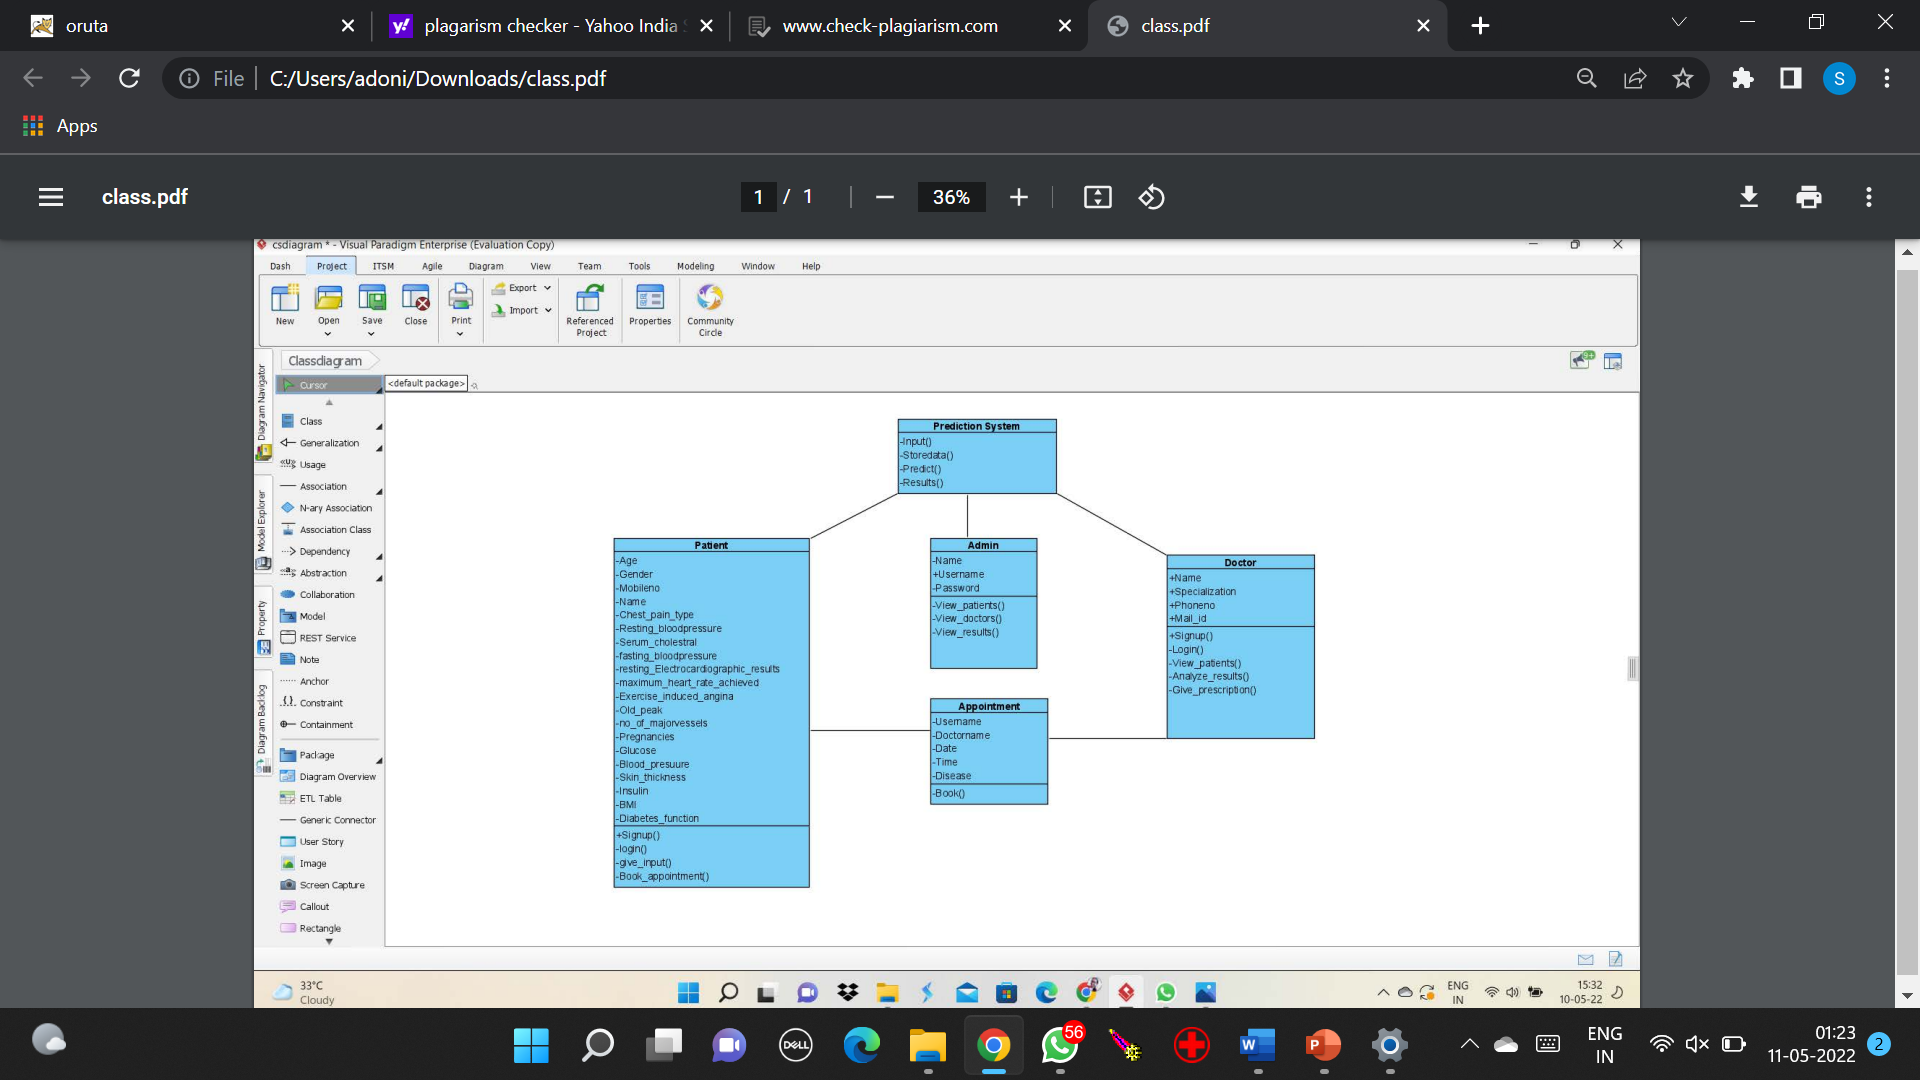 oruta
plagarism checker - Yahoo India
www.check-plagiarism.com
class.pdf
File
C:/Users/adoni/Downloads/class.pdf
S
Apps
class.pdf
1 / 1
36%
csdiagram * - Visual Paradigm Enterprise (Evaluation Copy)
Dash Project ITSM Agile Diagram View Team Tools Modeling Window Help
New
Open
Save
Close
Print
Export
Import
Referenced
Project
Properties
Community
Circle
Classdiagram
9+
Diagram Navigator
Model Explorer
Property
Diagram Backlog
Cursor
<default package>
Class
Generalization
Usage
Association
N-ary Association
Association Class
Dependency
Abstraction
Collaboration
Model
REST Service
Note
Anchor
Constraint
Containment
Package
Diagram Overview
ETL Table
Generic Connector
User Story
Image
Screen Capture
Callout
Rectangle
Prediction System
-Input()
-Storedata()
-Predict()
-Results()
Patient
-Age
-Gender
-Mobileno
-Name
-Chest_pain_type
-Resting_bloodpressure
-Serum_cholestral
-fasting_bloodpressure
-resting_Electrocardiographic_results
-maximum_heart_rate_achieved
-Exercise_induced_angina
-Old_peak
-no_of_majorvessels
-Pregnancies
-Glucose
-Blood_presuure
-Skin_thickness
-Insulin
-BMI
-Diabetes_function
+Signup()
-login()
-give_input()
-Book_appointment()
Admin
-Name
+Username
-Password
-View_patients()
-View_doctors()
-View_results()
Doctor
+Name
+Specialization
+Phoneno
+Mail_id
+Signup()
-Login()
-View_patients()
-Analyze_results()
-Give_prescription()
Appointment
-Username
-Doctorname
-Date
-Time
-Disease
-Book()
33°C
Cloudy
ENG
IN
15:32
10-05-22
DELL
56
W
P
ENG
IN
01:23
11-05-2022
2